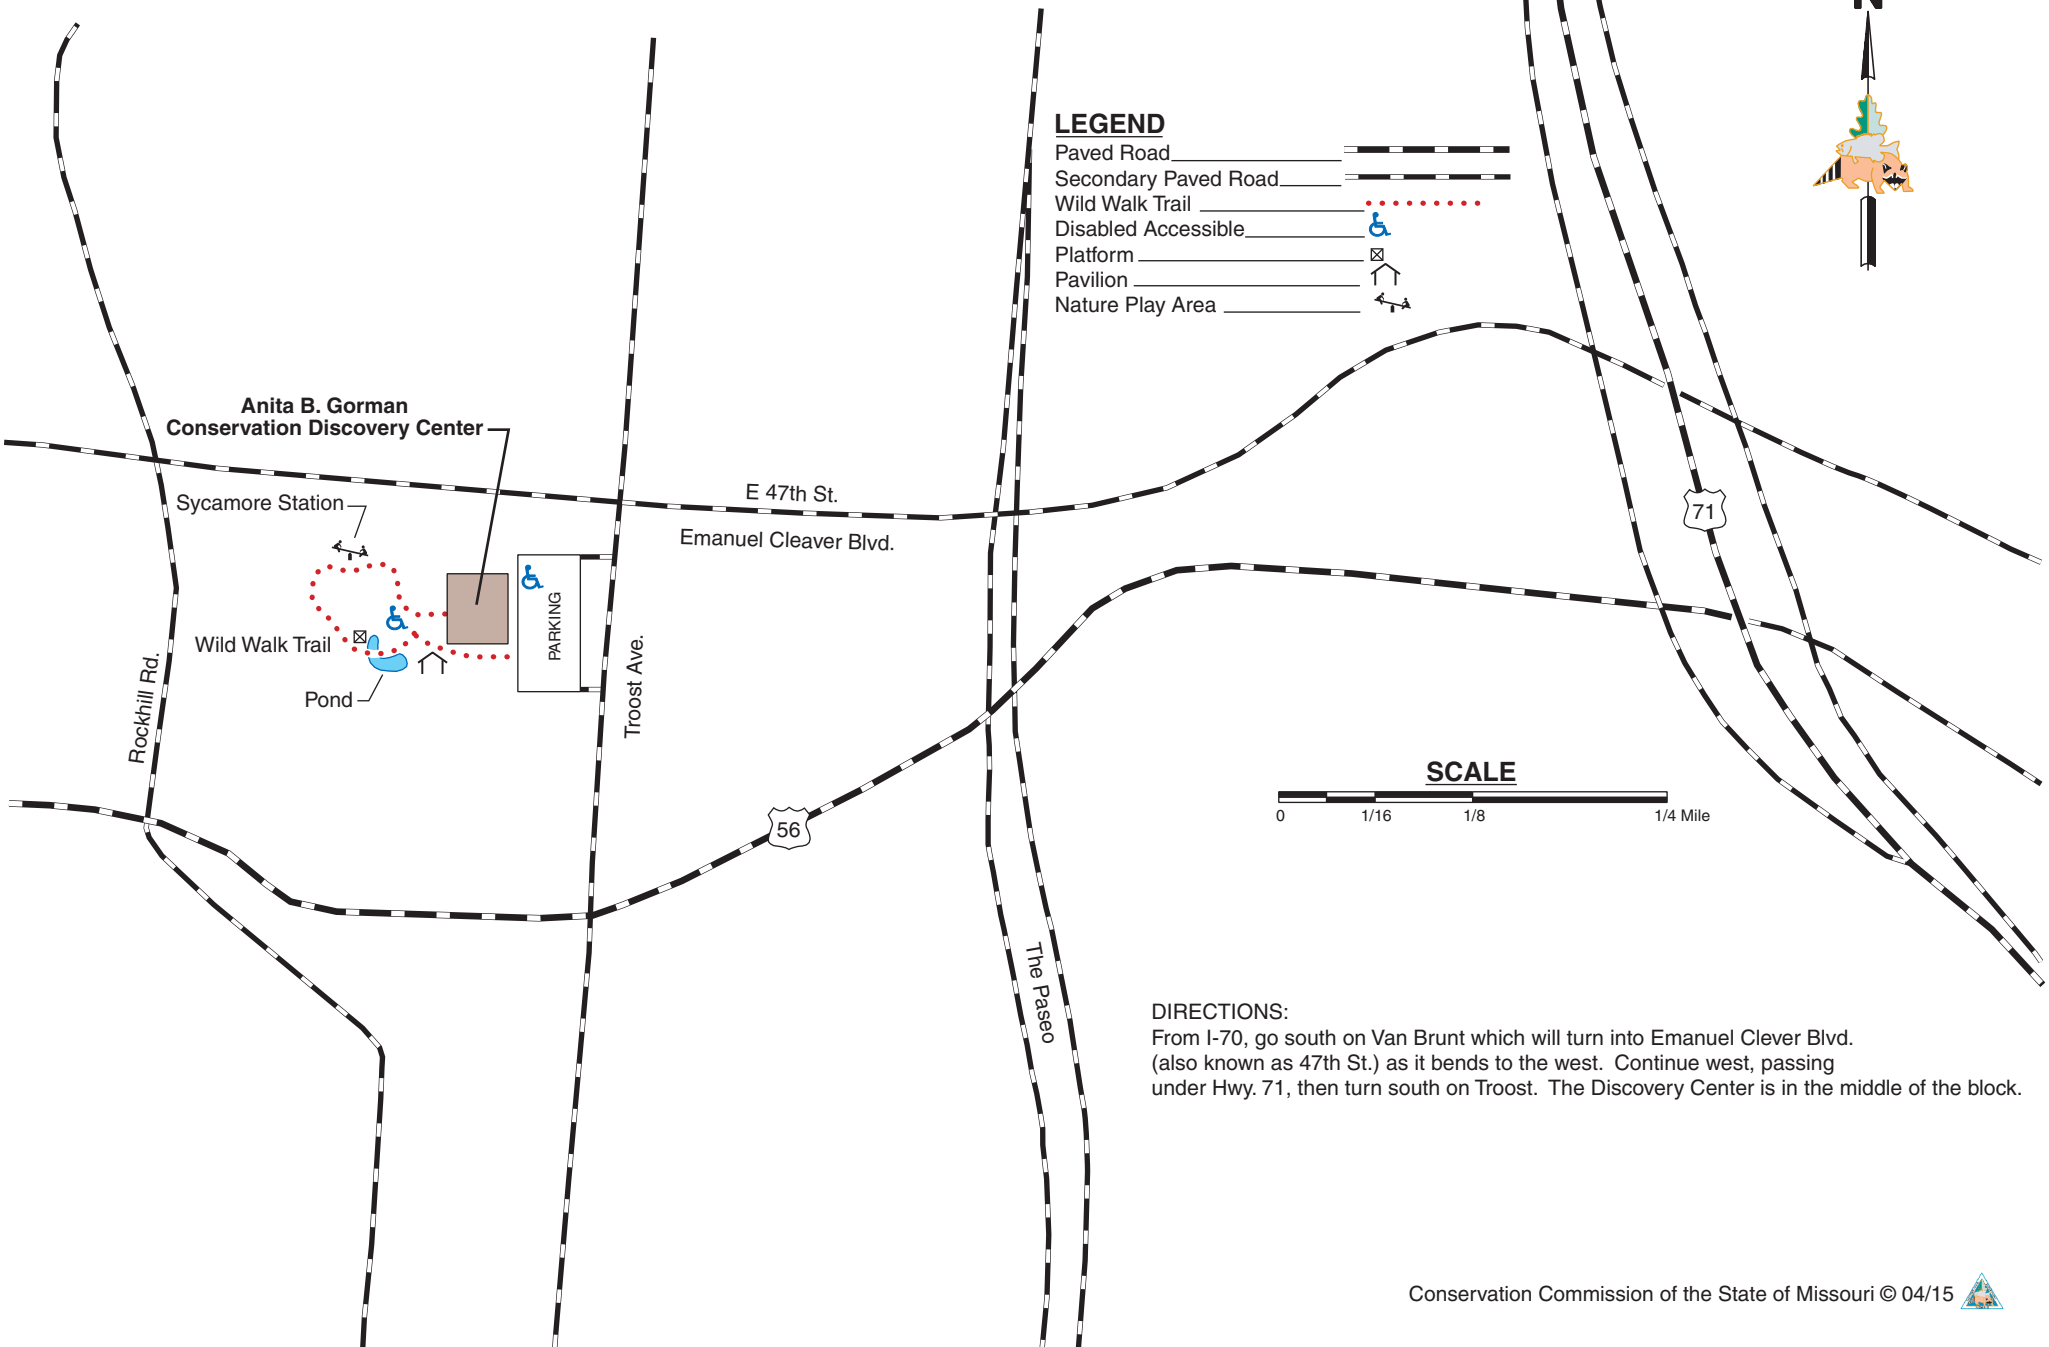 N
LEGEND
Paved Road
Secondary Paved Road
Wild Walk Trail
Disabled Accessible
Platform
Pavilion
Nature Play Area
Anita B. Gorman
Conservation Discovery Center
Sycamore Station
E 47th St.
Emanuel Cleaver Blvd.
71
PARKING
Wild Walk Trail
Pond
Rockhill Rd.
Troost Ave.
56
SCALE
0 1/16 1/8 1/4 Mile
The Paseo
DIRECTIONS:
From I-70, go south on Van Brunt which will turn into Emanuel Clever Blvd.
(also known as 47th St.) as it bends to the west. Continue west, passing
under Hwy. 71, then turn south on Troost. The Discovery Center is in the middle of the block.
Conservation Commission of the State of Missouri © 04/15